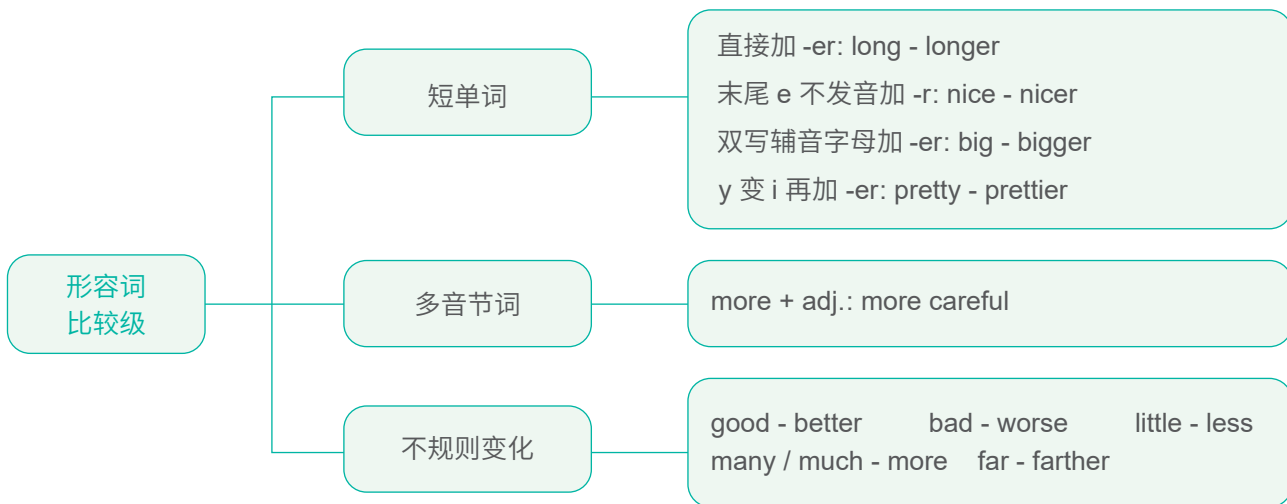 形容词
比较级
短单词
直接加 -er: long - longer
末尾 e 不发音加 -r: nice - nicer
双写辅音字母加 -er: big - bigger
y 变 i 再加 -er: pretty - prettier
多音节词
more + adj.: more careful
不规则变化
good - better bad - worse little - less
many / much - more far - farther